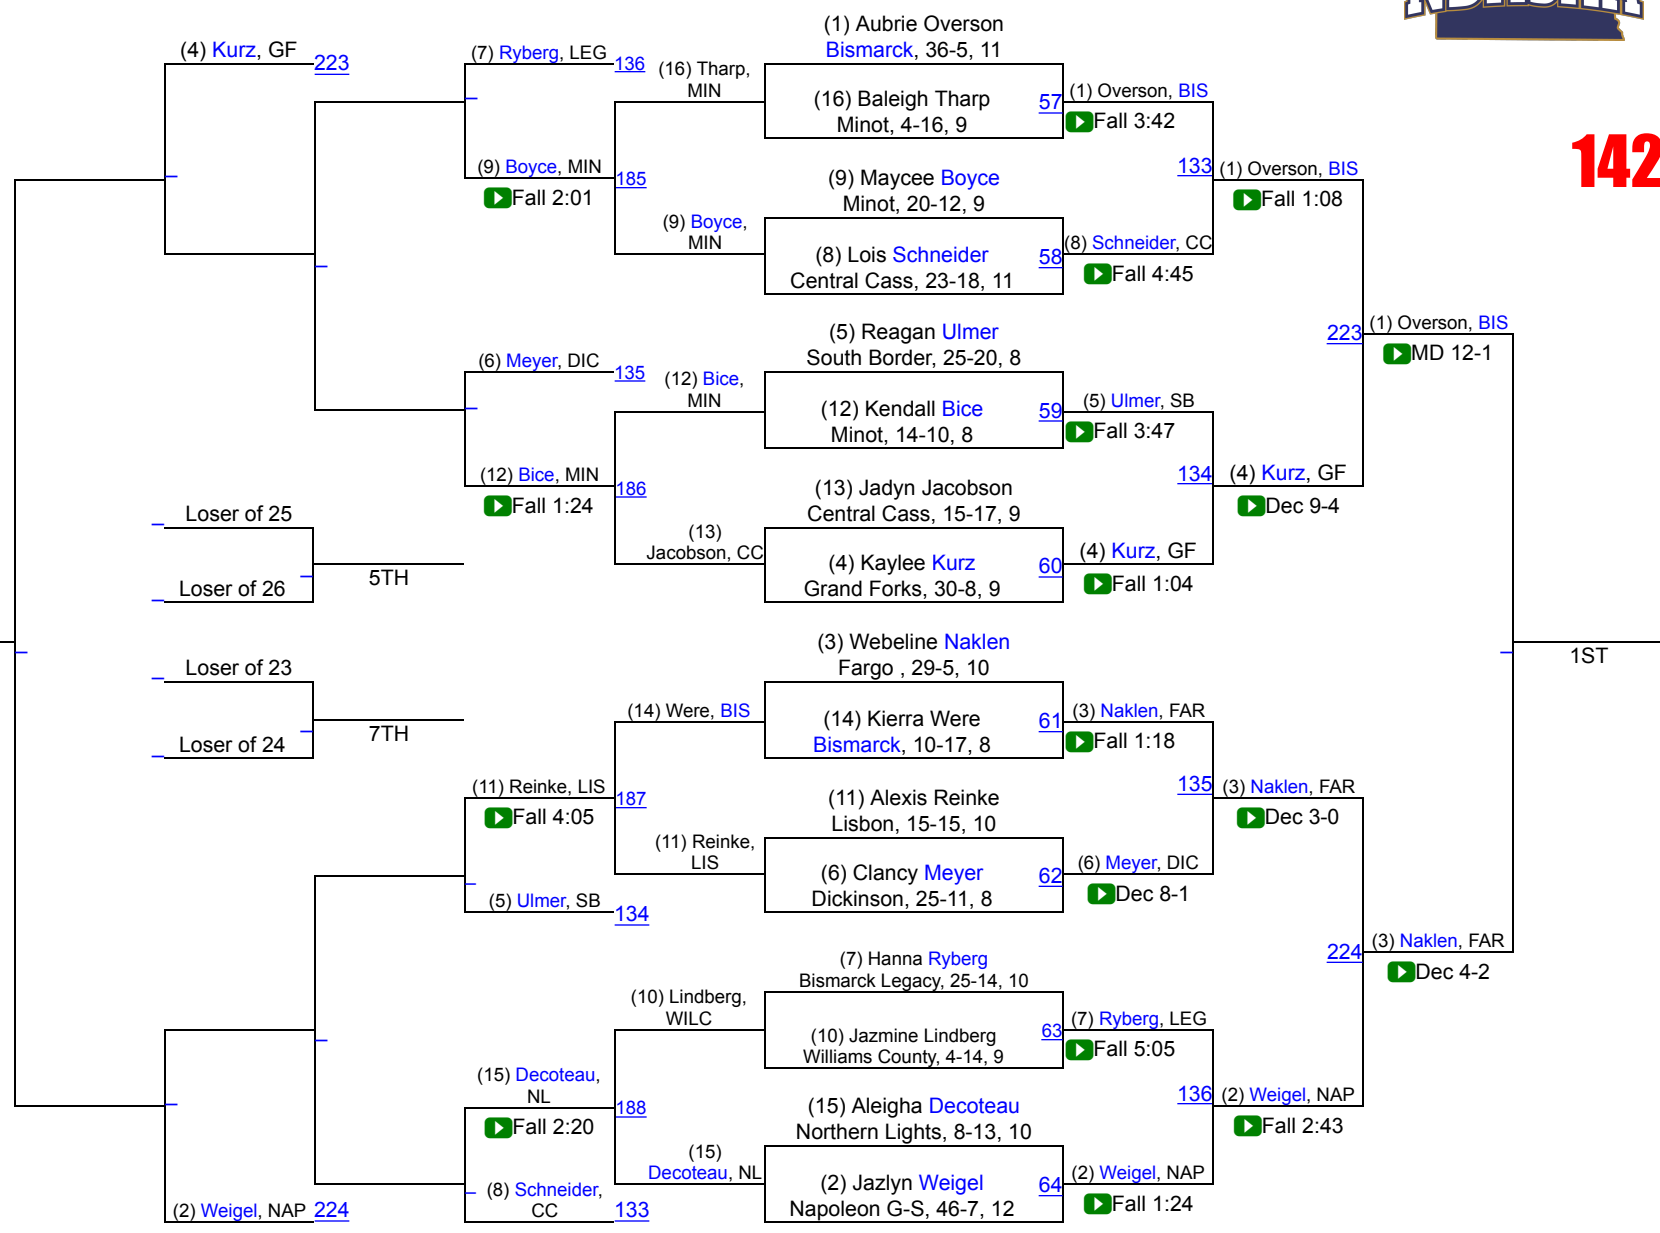 NDHSAA
142
(4) Kurz, GF
223
Loser of 25
Loser of 26
5TH
Loser of 23
Loser of 24
7TH
(2) Weigel, NAP
224
(7) Ryberg, LEG
136
(9) Boyce, MIN
Fall 2:01
185
(6) Meyer, DIC
135
(12) Bice, MIN
Fall 1:24
186
(11) Reinke, LIS
Fall 4:05
187
(5) Ulmer, SB
134
(15) Decoteau,
NL
Fall 2:20
188
(8) Schneider,
CC
133
(16) Tharp,
MIN
(9) Boyce,
MIN
(12) Bice,
MIN
(13)
Jacobson, CC
(14) Were, BIS
(11) Reinke,
LIS
(10) Lindberg,
WILC
(15)
Decoteau, NL
(1) Aubrie Overson
Bismarck, 36-5, 11
(16) Baleigh Tharp
Minot, 4-16, 9
57
(9) Maycee Boyce
Minot, 20-12, 9
(8) Lois Schneider
Central Cass, 23-18, 11
58
(5) Reagan Ulmer
South Border, 25-20, 8
(12) Kendall Bice
Minot, 14-10, 8
59
(13) Jadyn Jacobson
Central Cass, 15-17, 9
(4) Kaylee Kurz
Grand Forks, 30-8, 9
60
(3) Webeline Naklen
Fargo , 29-5, 10
(14) Kierra Were
Bismarck, 10-17, 8
61
(11) Alexis Reinke
Lisbon, 15-15, 10
(6) Clancy Meyer
Dickinson, 25-11, 8
62
(7) Hanna Ryberg
Bismarck Legacy, 25-14, 10
(10) Jazmine Lindberg
Williams County, 4-14, 9
63
(15) Aleigha Decoteau
Northern Lights, 8-13, 10
(2) Jazlyn Weigel
Napoleon G-S, 46-7, 12
64
(1) Overson, BIS
Fall 3:42
133
(8) Schneider, CC
Fall 4:45
(5) Ulmer, SB
Fall 3:47
134
(4) Kurz, GF
Fall 1:04
(3) Naklen, FAR
Fall 1:18
135
(6) Meyer, DIC
Dec 8-1
(7) Ryberg, LEG
Fall 5:05
136
(2) Weigel, NAP
Fall 1:24
(1) Overson, BIS
Fall 1:08
223
(4) Kurz, GF
Dec 9-4
(3) Naklen, FAR
Dec 3-0
224
(2) Weigel, NAP
Fall 2:43
(1) Overson, BIS
MD 12-1
(3) Naklen, FAR
Dec 4-2
1ST